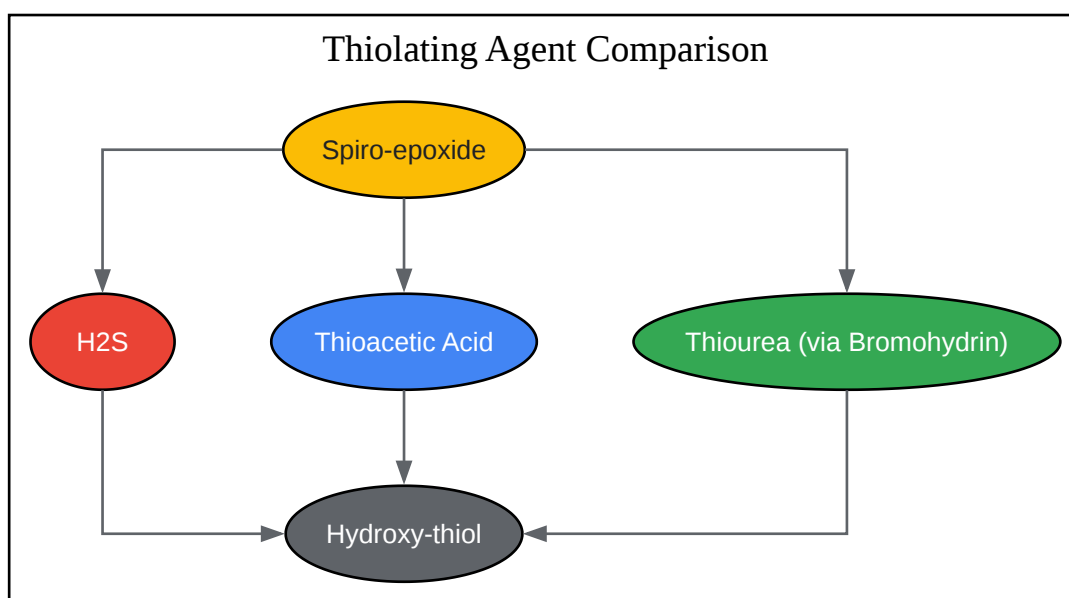 Thiolating Agent Comparison
Spiro-epoxide
H2S
Thioacetic Acid
Thiourea (via Bromohydrin)
Hydroxy-thiol